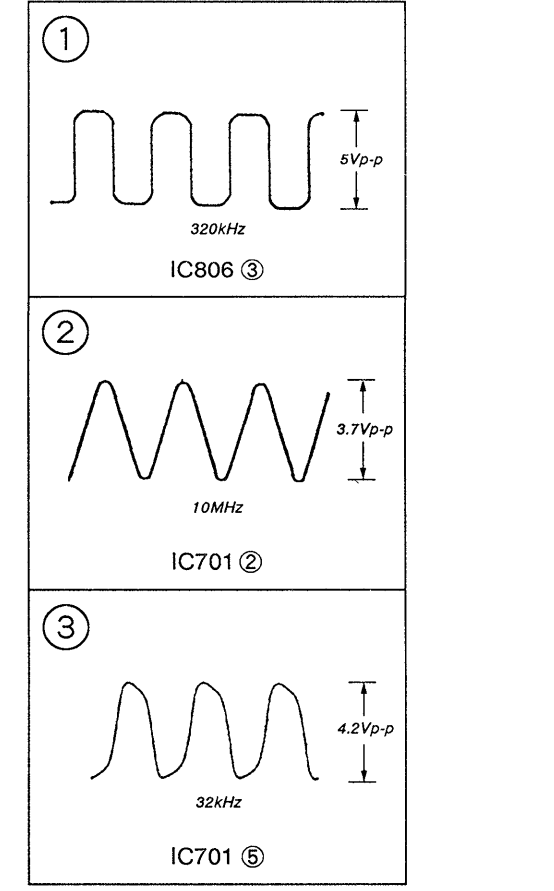 ①
5Vp-p
320kHz
IC806 ③
②
3.7Vp-p
10MHz
IC701 ②
③
4.2Vp-p
32kHz
IC701 ⑤